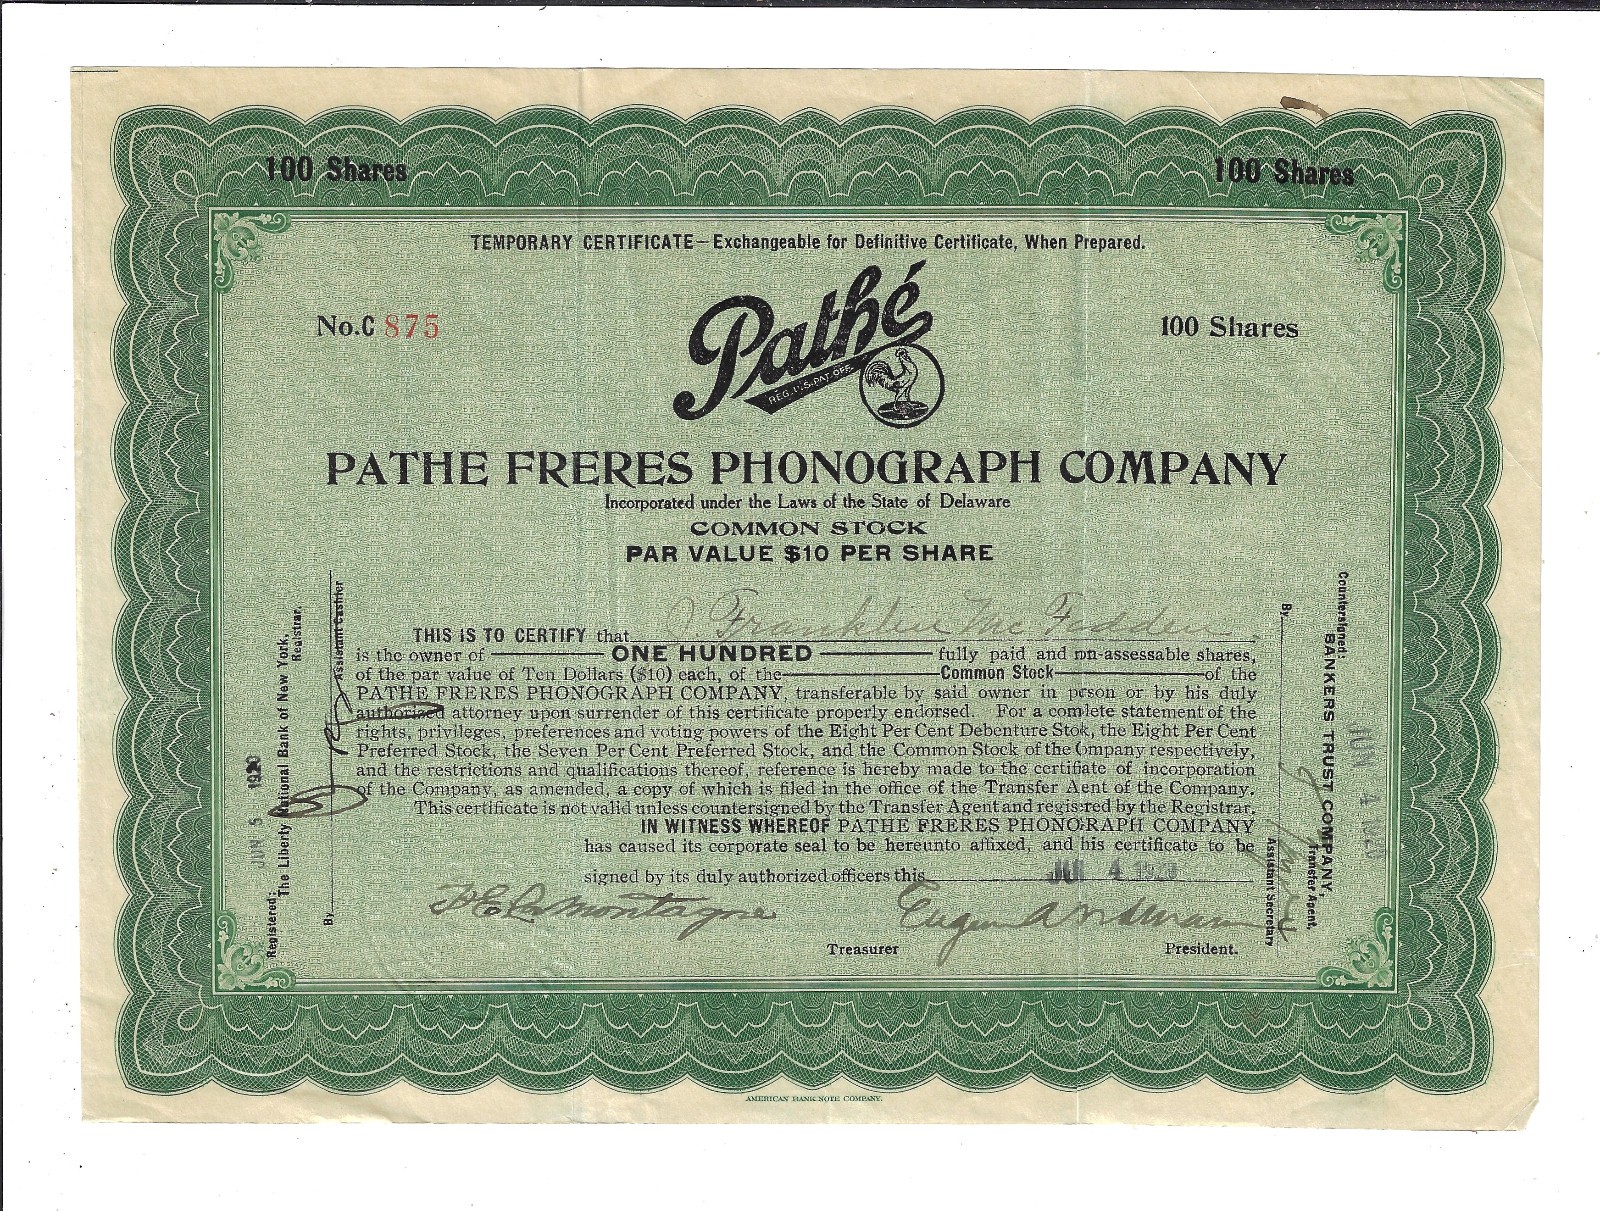 100 Shares
100 Shares
TEMPORARY CERTIFICATE—Exchangeable for Definitive Certificate, When Prepared.
No. C 875
Pathé
REG. U.S. PAT. OFF.
100 Shares
PATHE FRERES PHONOGRAPH COMPANY
Incorporated under the Laws of the State of Delaware
COMMON STOCK
PAR VALUE $10 PER SHARE
THIS IS TO CERTIFY that J. Franklin McFadden
is the owner of ONE HUNDRED fully paid and nn-assessable shares,
of the par value of Ten Dollars ($10) each, of the Common Stock of the
PATHE FRERES PHONOGRAPH COMPANY, transferable by said owner in prson or by his duly
authorized attorney upon surrender of this certificate properly endorsed. For a comlete statement of the
rights, privileges, preferences and voting powers of the Eight Per Cent Debenture Stok, the Eight Per Cent
Preferred Stock, the Seven Per Cent Preferred Stock, and the Common Stock of the Ompany respectively,
and the restrictions and qualifications thereof, reference is hereby made to the certifiate of incorporation
of the Company, as amended, a copy of which is filed in the office of the Transfer Aent of the Company.
This certificate is not valid unless countersigned by the Transfer Agent and regisred by the Registrar.
IN WITNESS WHEREOF PATHE FRERES PHONOGRAPH COMPANY
has caused its corporate seal to be hereunto affixed, and his certificate to be
signed by its duly authorized officers this JUN 4 1920
Treasurer
Eugene A
President.
Registered:
JUN 5 1920
The Liberty National Bank of New York,
Registrar.
By
Assistant Cashier
Countersigned:
JUN 4 1920
BANKERS TRUST COMPANY,
Transfer Agent.
By
Assistant Secretary
AMERICAN BANK NOTE COMPANY.